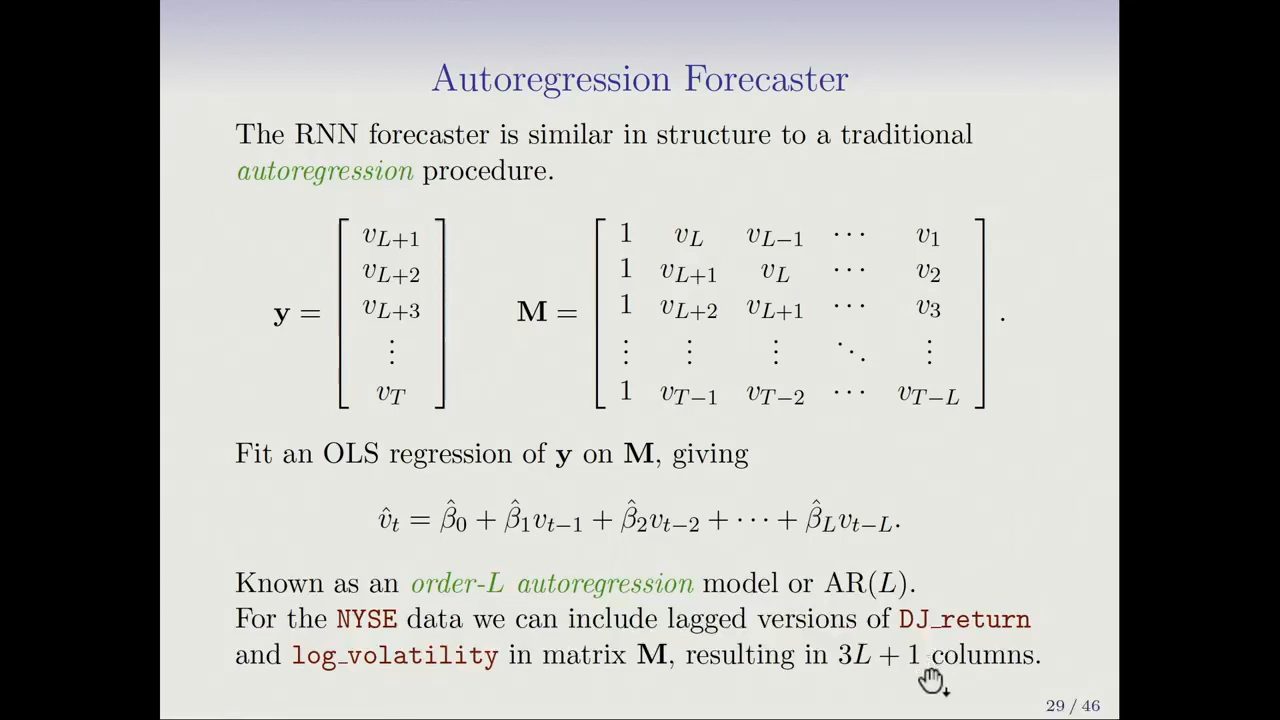 Autoregression Forecaster
The RNN forecaster is similar in structure to a traditional
autoregression procedure.
y = [ v_{L+1} v_{L+2} v_{L+3} ⋮ v_T ] M = [ 1 v_L v_{L−1} ⋯ v_1
1 v_{L+1} v_L ⋯ v_2
1 v_{L+2} v_{L+1} ⋯ v_3
⋮ ⋮ ⋮ ⋱ ⋮
1 v_{T−1} v_{T−2} ⋯ v_{T−L} ] .
Fit an OLS regression of y on M, giving
v̂_t = β̂_0 + β̂_1 v_{t−1} + β̂_2 v_{t−2} + ⋯ + β̂_L v_{t−L}.
Known as an order-L autoregression model or AR(L).
For the NYSE data we can include lagged versions of DJ_return
and log_volatility in matrix M, resulting in 3L + 1 columns.
29 / 46